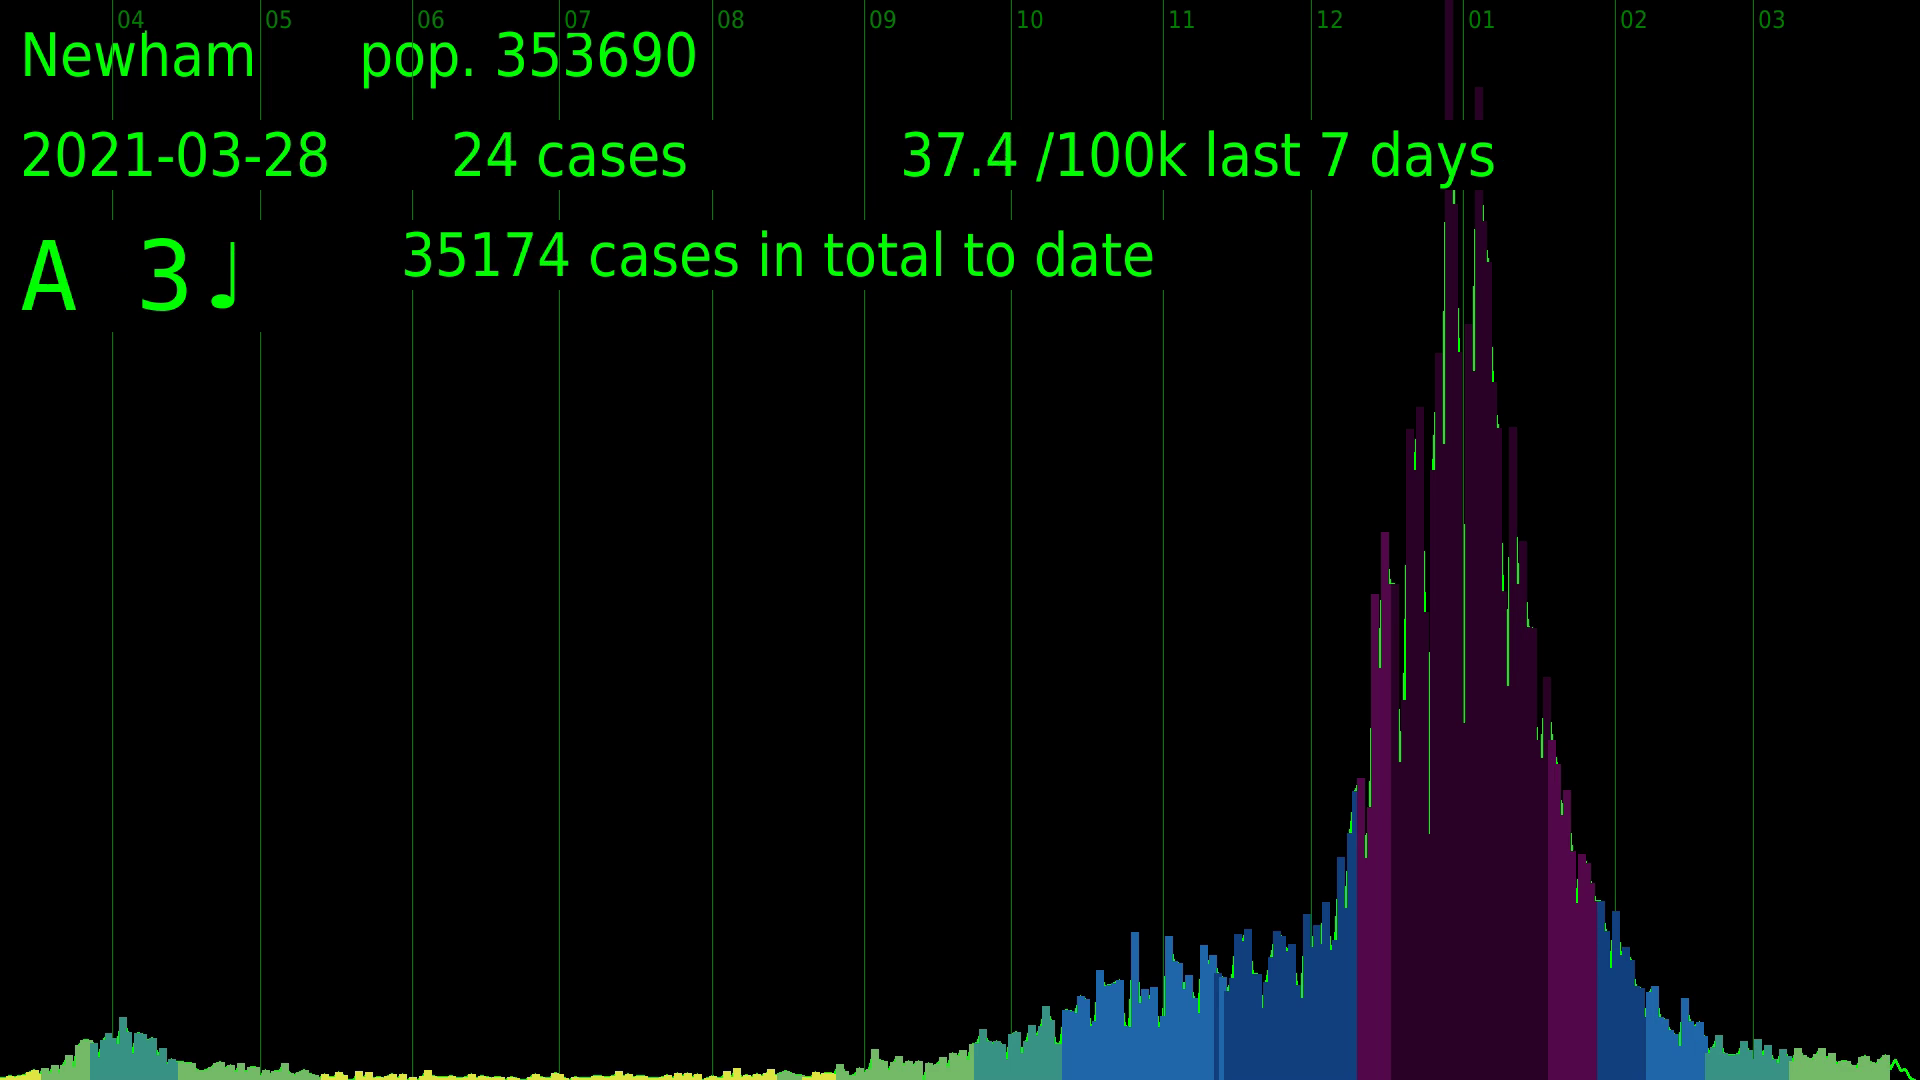 04 05 06 07 08 09 10 11 12 01 02 03
Newham pop. 353690
2021-03-28 24 cases 37.4 /100k last 7 days
A 3♩ 35174 cases in total to date